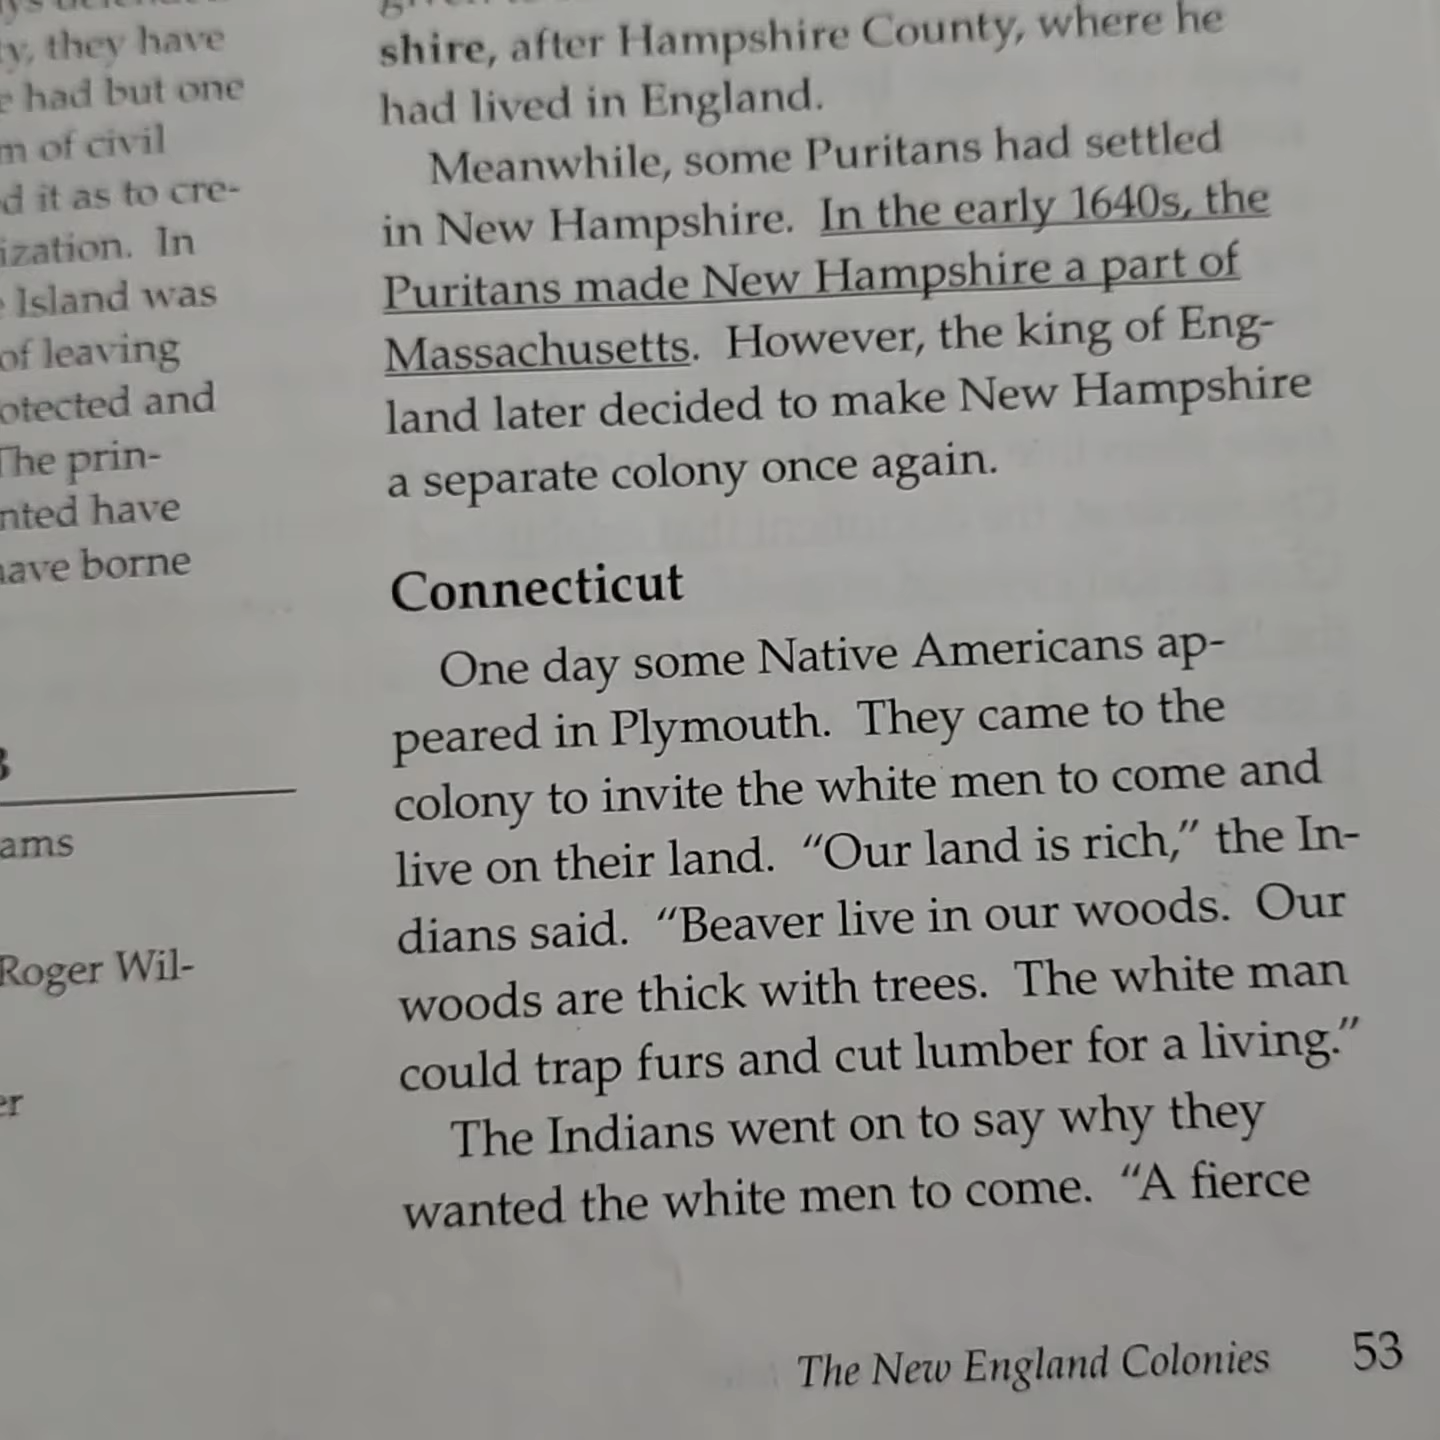 ty, they have
had but one
m of civil
d it as to cre-
ization. In
Island was
of leaving
otected and
The prin-
nted have
ave borne
ams
Roger Wil-
er
shire, after Hampshire County, where he
had lived in England.
Meanwhile, some Puritans had settled
in New Hampshire. In the early 1640s, the
Puritans made New Hampshire a part of
Massachusetts. However, the king of Eng-
land later decided to make New Hampshire
a separate colony once again.
Connecticut
One day some Native Americans ap-
peared in Plymouth. They came to the
colony to invite the white men to come and
live on their land. “Our land is rich,” the In-
dians said. “Beaver live in our woods. Our
woods are thick with trees. The white man
could trap furs and cut lumber for a living.”
The Indians went on to say why they
wanted the white men to come. “A fierce
The New England Colonies 53